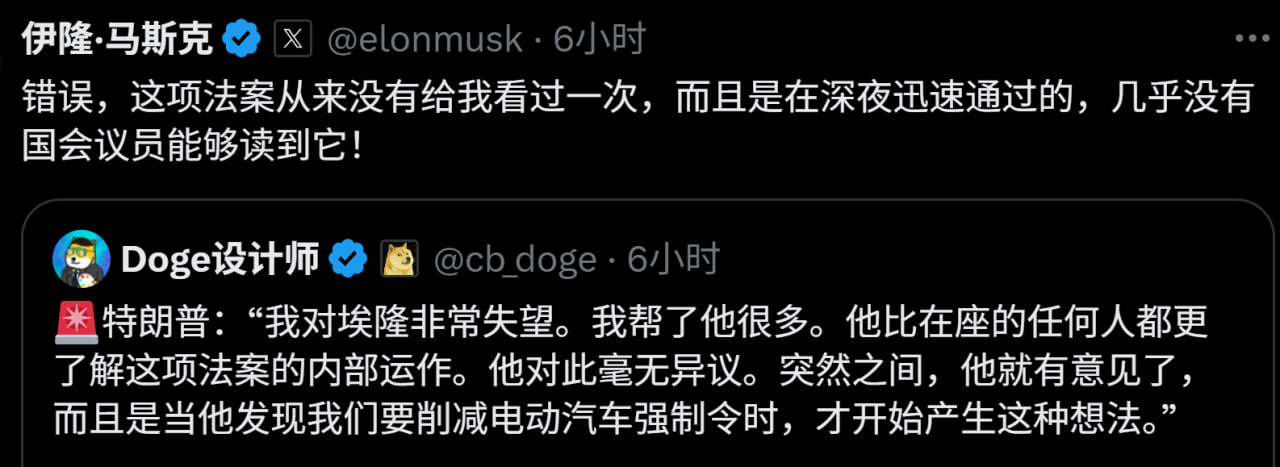 伊隆·马斯克 X @elonmusk · 6小时
错误，这项法案从来没有给我看过一次，而且是在深夜迅速通过的，几乎没有
国会议员能够读到它！
Doge设计师 @cb_doge · 6小时
🚨特朗普：“我对埃隆非常失望。我帮了他很多。他比在座的任何人都更
了解这项法案的内部运作。他对此毫无异议。突然之间，他就有意见了，
而且是当他发现我们要削减电动汽车强制令时，才开始产生这种想法。”